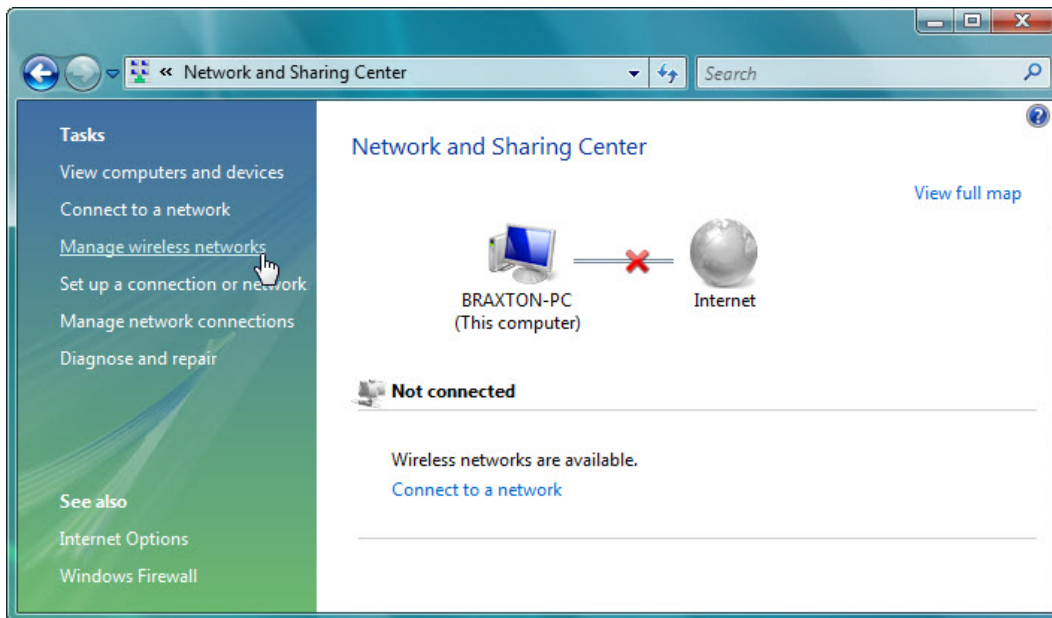 « Network and Sharing Center
Search
Tasks
View computers and devices
Connect to a network
Manage wireless networks
Set up a connection or network
Manage network connections
Diagnose and repair
See also
Internet Options
Windows Firewall
Network and Sharing Center
View full map
BRAXTON-PC
(This computer)
Internet
Not connected
Wireless networks are available.
Connect to a network